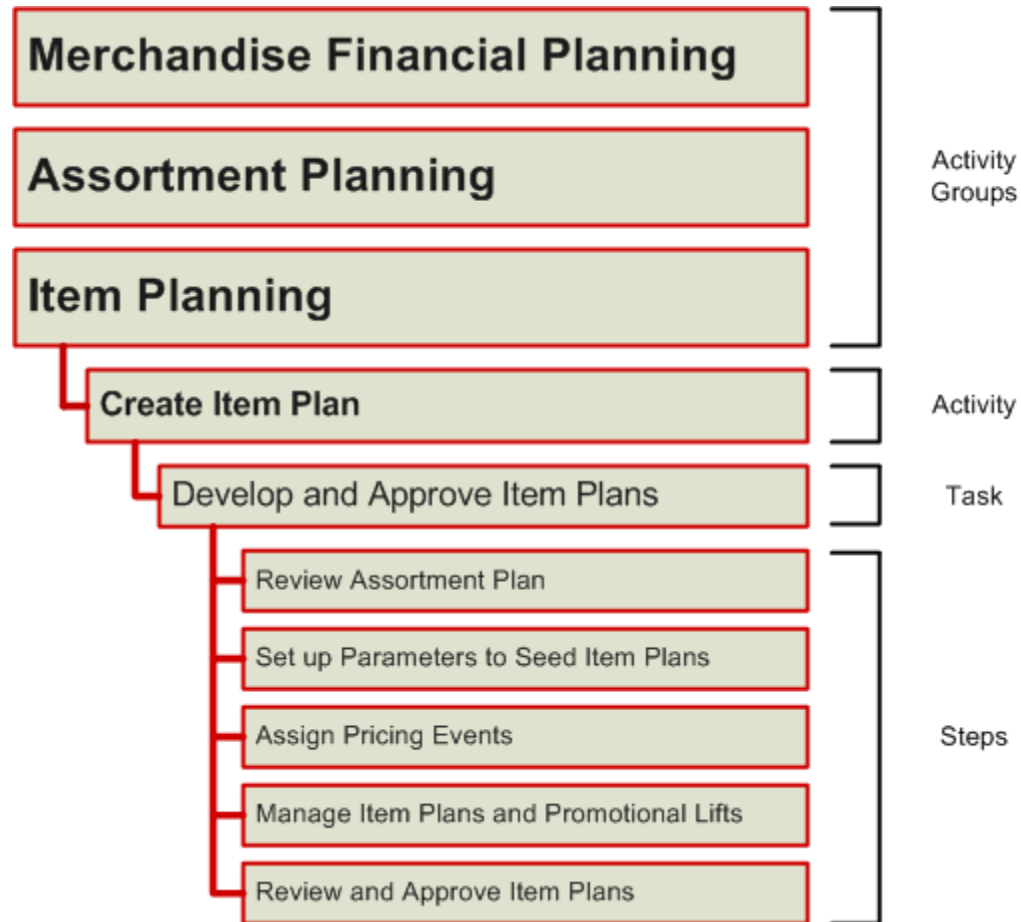 Merchandise Financial Planning
Assortment Planning
Activity
Groups
Item Planning
Create Item Plan
Activity
Develop and Approve Item Plans
Task
Review Assortment Plan
Set up Parameters to Seed Item Plans
Assign Pricing Events
Steps
Manage Item Plans and Promotional Lifts
Review and Approve Item Plans